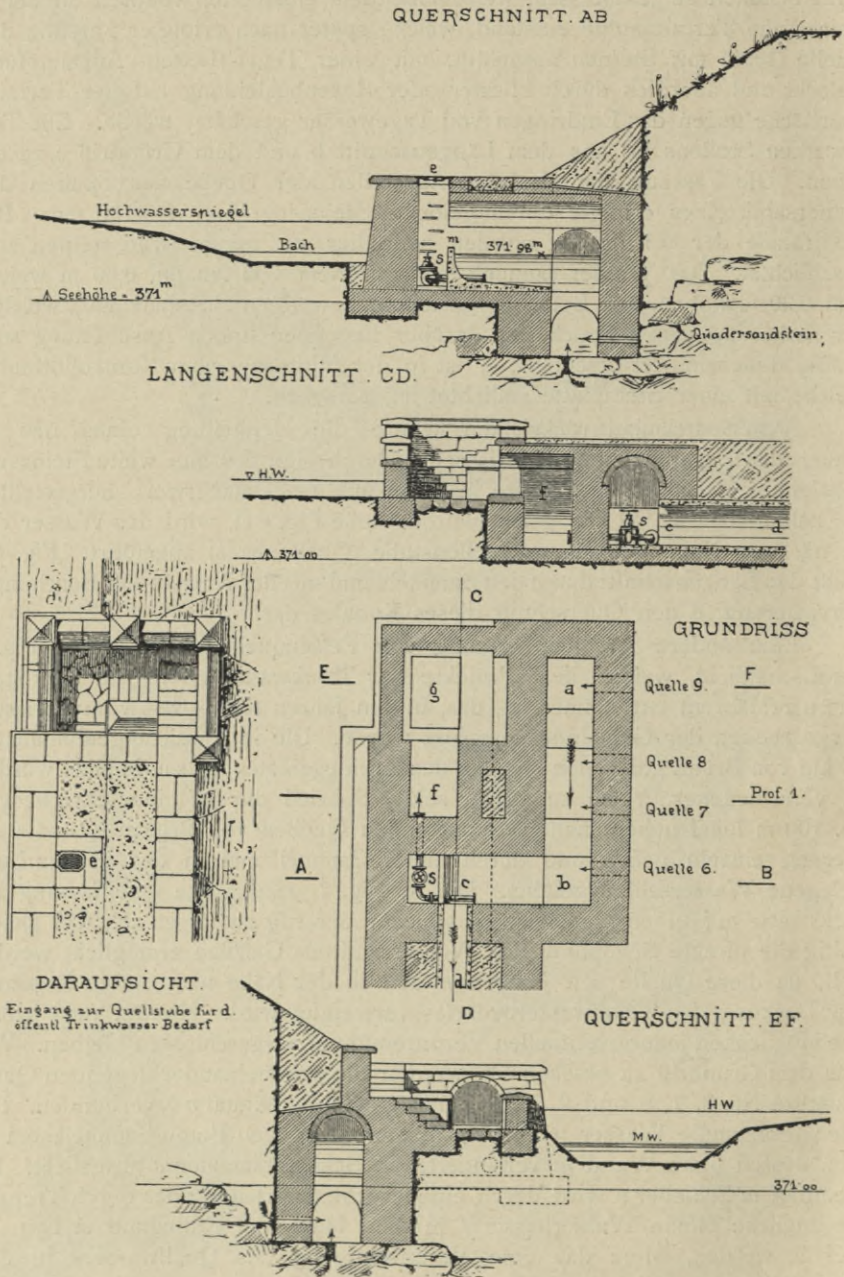 QUERSCHNITT. AB
e
Hochwasserspiegel
Bach
m
S
371·98ᵐ
Seehöhe = 371ᵐ
Quadersandstein.
LANGENSCHNITT . CD.
H.W.
f
S
c
d
371·00
C
GRUNDRISS
E
g
a
Quelle 9.
F
Quelle 8
f
Quelle 7
Prof 1.
e
A
S
c
b
Quelle 6.
B
d
DARAUFSICHT.
Eingang zur Quellstube fur d.
öffentl Trinkwasser Bedarf
D
QUERSCHNITT. EF.
HW
MW.
371·00